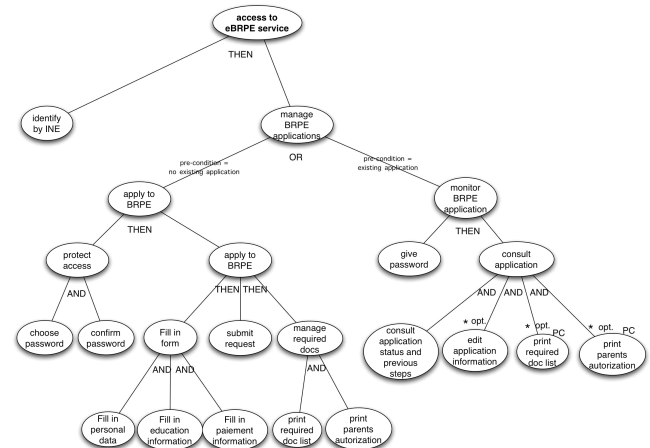 access to
eBRPE service
THEN
identify
by INE
manage
BRPE
applications
OR
pre-condition =
no existing application
pre-condition =
existing application
apply to
BRPE
THEN
monitor
BRPE
application
THEN
protect
access
AND
apply to
BRPE
THEN THEN
give
password
consult
application
AND AND AND
choose
password
confirm
password
Fill in
form
AND AND
submit
request
manage
required
docs
AND
consult
application
status and
previous
steps
* opt.
edit
application
information
* opt.
PC
print
required
doc list
* opt.
PC
print
parents
autorization
Fill in
personal
data
Fill in
education
information
Fill in
paiement
information
print
required
doc list
print
parents
autorization